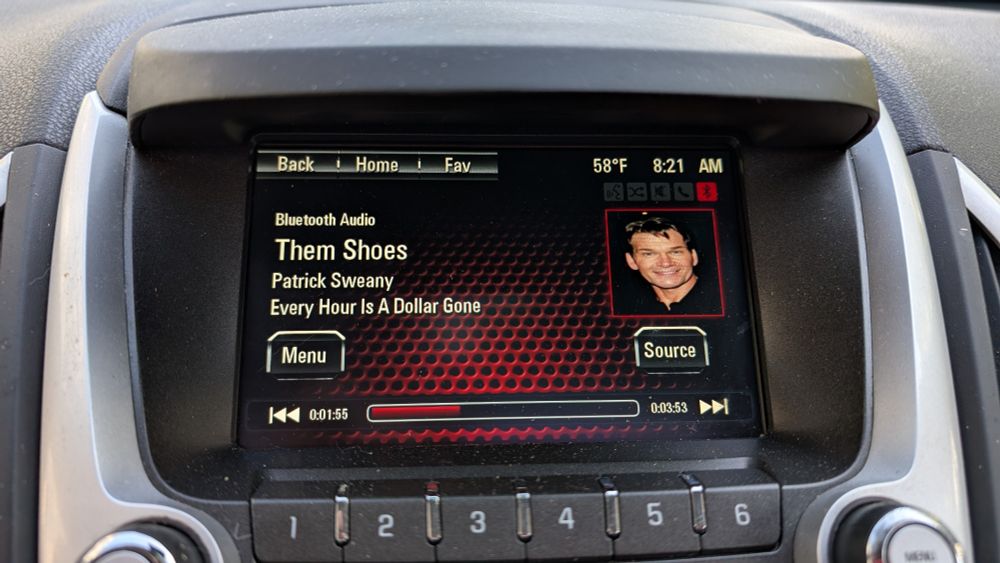 Back Home Fav 58°F 8:21 AM
Bluetooth Audio
Them Shoes
Patrick Sweany
Every Hour Is A Dollar Gone
Menu Source
0:01:55 0:03:53
1 2 3 4 5 6
MENU